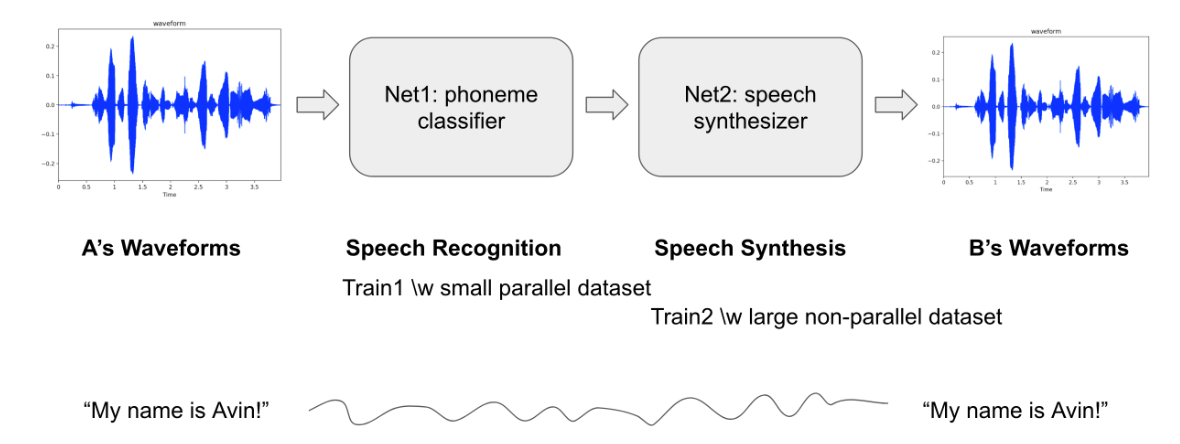 waveform
waveform
0.2
0.1
0.0
−0.1
−0.2
0 0.5 1 1.5 2 2.5 3 3.5
Time
Net1: phoneme
classifier
Net2: speech
synthesizer
0.2
0.1
0.0
−0.1
−0.2
0 0.5 1 1.5 2 2.5 3 3.5
Time
A’s Waveforms
Speech Recognition
Speech Synthesis
B’s Waveforms
Train1 \w small parallel dataset
Train2 \w large non-parallel dataset
“My name is Avin!”
“My name is Avin!”